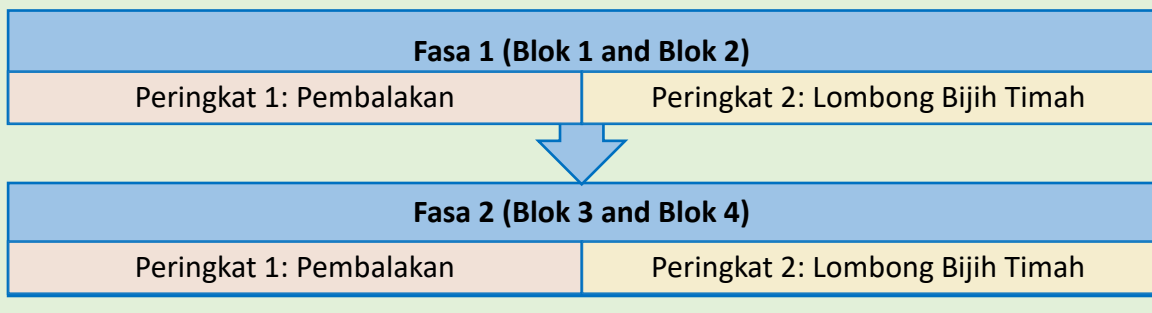 Fasa 1 (Blok 1 and Blok 2)
Peringkat 1: Pembalakan
Peringkat 2: Lombong Bijih Timah
Fasa 2 (Blok 3 and Blok 4)
Peringkat 1: Pembalakan
Peringkat 2: Lombong Bijih Timah